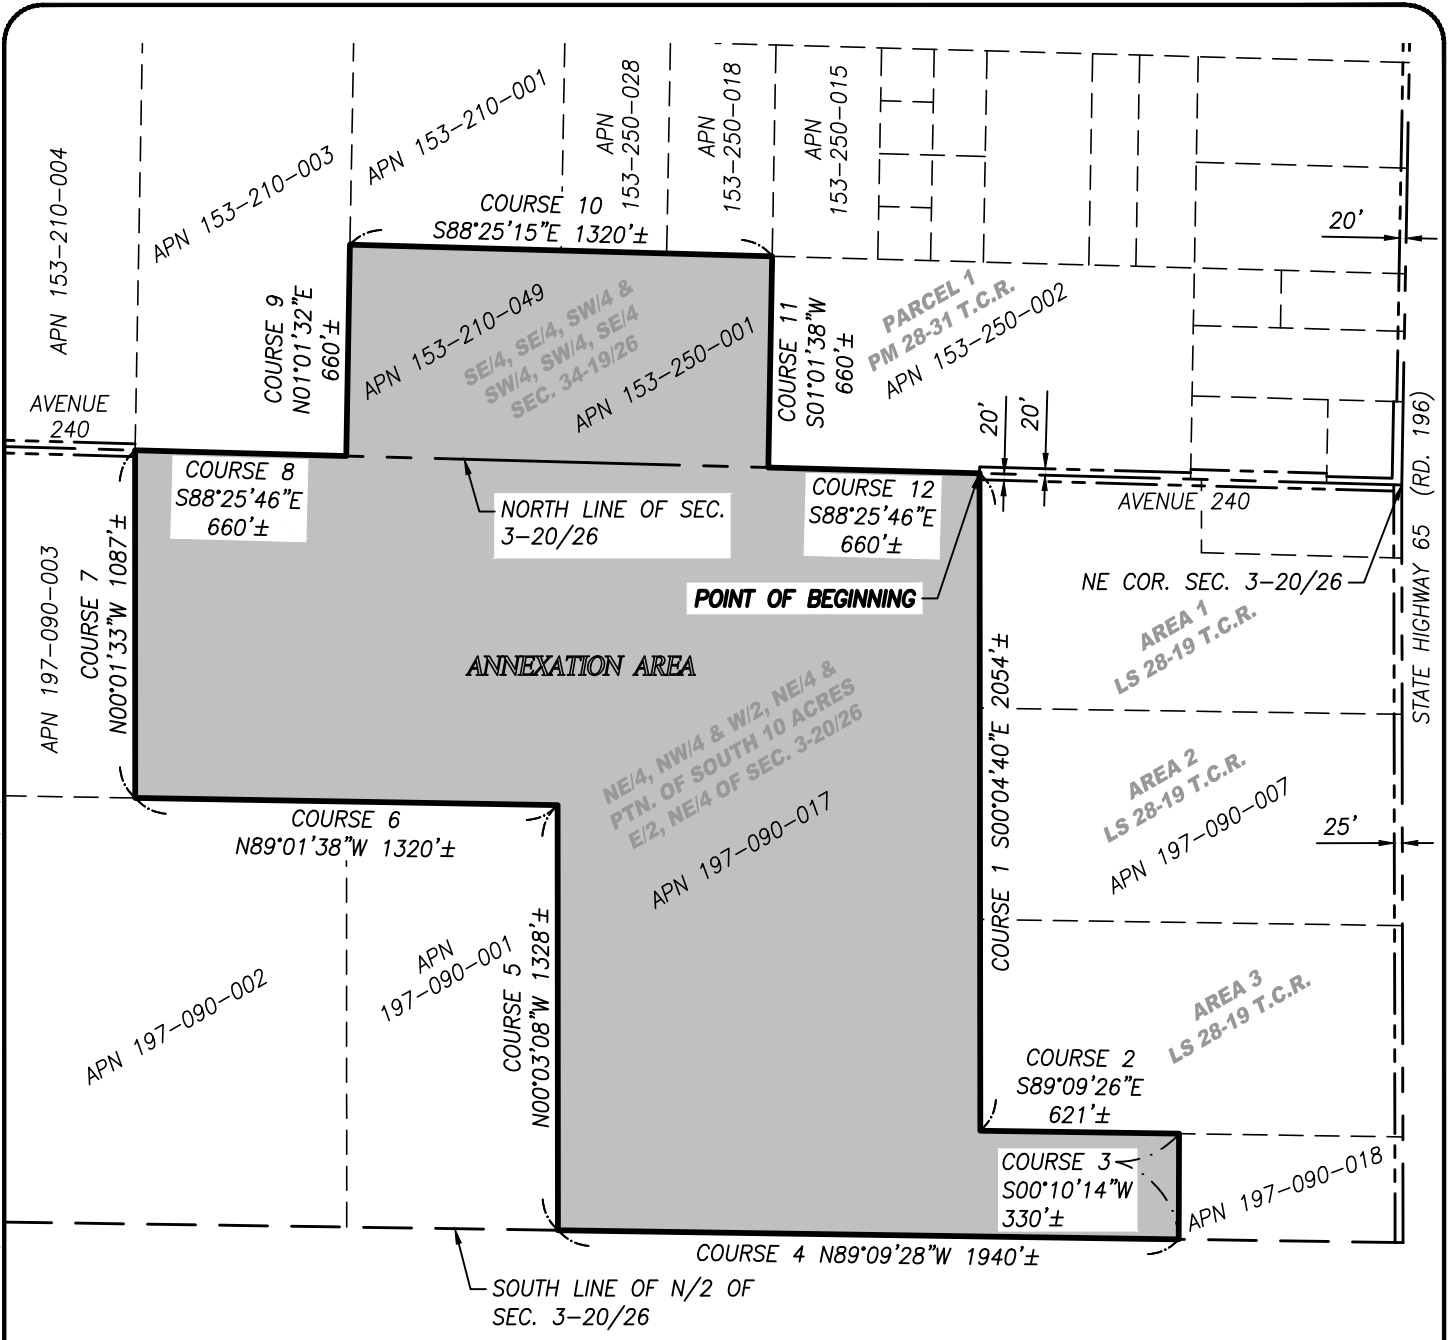 APN 153-210-004
APN 153-210-003
APN 153-210-001
APN
153-250-028
APN
153-250-018
APN
153-250-015
COURSE 10
S88°25'15"E 1320'±
20'
COURSE 9
N01°01'32"E
660'±
APN 153-210-049
SE/4, SE/4, SW/4 &
SW/4, SW/4, SE/4
SEC. 34-19/26
APN 153-250-001
COURSE 11
S01°01'38"W
660'±
PARCEL 1
PM 28-31 T.C.R.
APN 153-250-002
AVENUE
240
20'
20'
STATE HIGHWAY 65 (RD. 196)
COURSE 8
S88°25'46"E
660'±
NORTH LINE OF SEC.
3-20/26
COURSE 12
S88°25'46"E
660'±
AVENUE 240
POINT OF BEGINNING
NE COR. SEC. 3-20/26
APN 197-090-003
COURSE 7
N00°01'33"W 1087'±
ANNEXATION AREA
AREA 1
LS 28-19 T.C.R.
NE/4, NW/4 & W/2, NE/4 &
PTN. OF SOUTH 10 ACRES
E/2, NE/4 OF SEC. 3-20/26
APN 197-090-017
COURSE 1 S00°04'40"E 2054'±
AREA 2
LS 28-19 T.C.R.
APN 197-090-007
25'
COURSE 6
N89°01'38"W 1320'±
APN 197-090-002
APN
197-090-001
COURSE 5
N00°03'08"W 1328'±
AREA 3
LS 28-19 T.C.R.
COURSE 2
S89°09'26"E
621'±
COURSE 3
S00°10'14"W
330'±
APN 197-090-018
COURSE 4 N89°09'28"W 1940'±
SOUTH LINE OF N/2 OF
SEC. 3-20/26